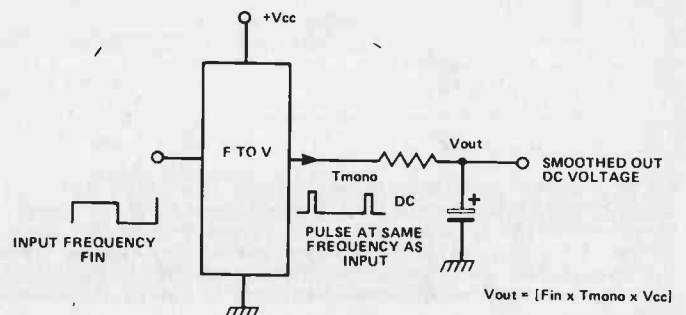 +Vcc
F TO V
Vout
SMOOTHED OUT
DC VOLTAGE
Tmono
DC
INPUT FREQUENCY
FIN
PULSE AT SAME
FREQUENCY AS
INPUT
+
Vout = [Fin x Tmono x Vcc]